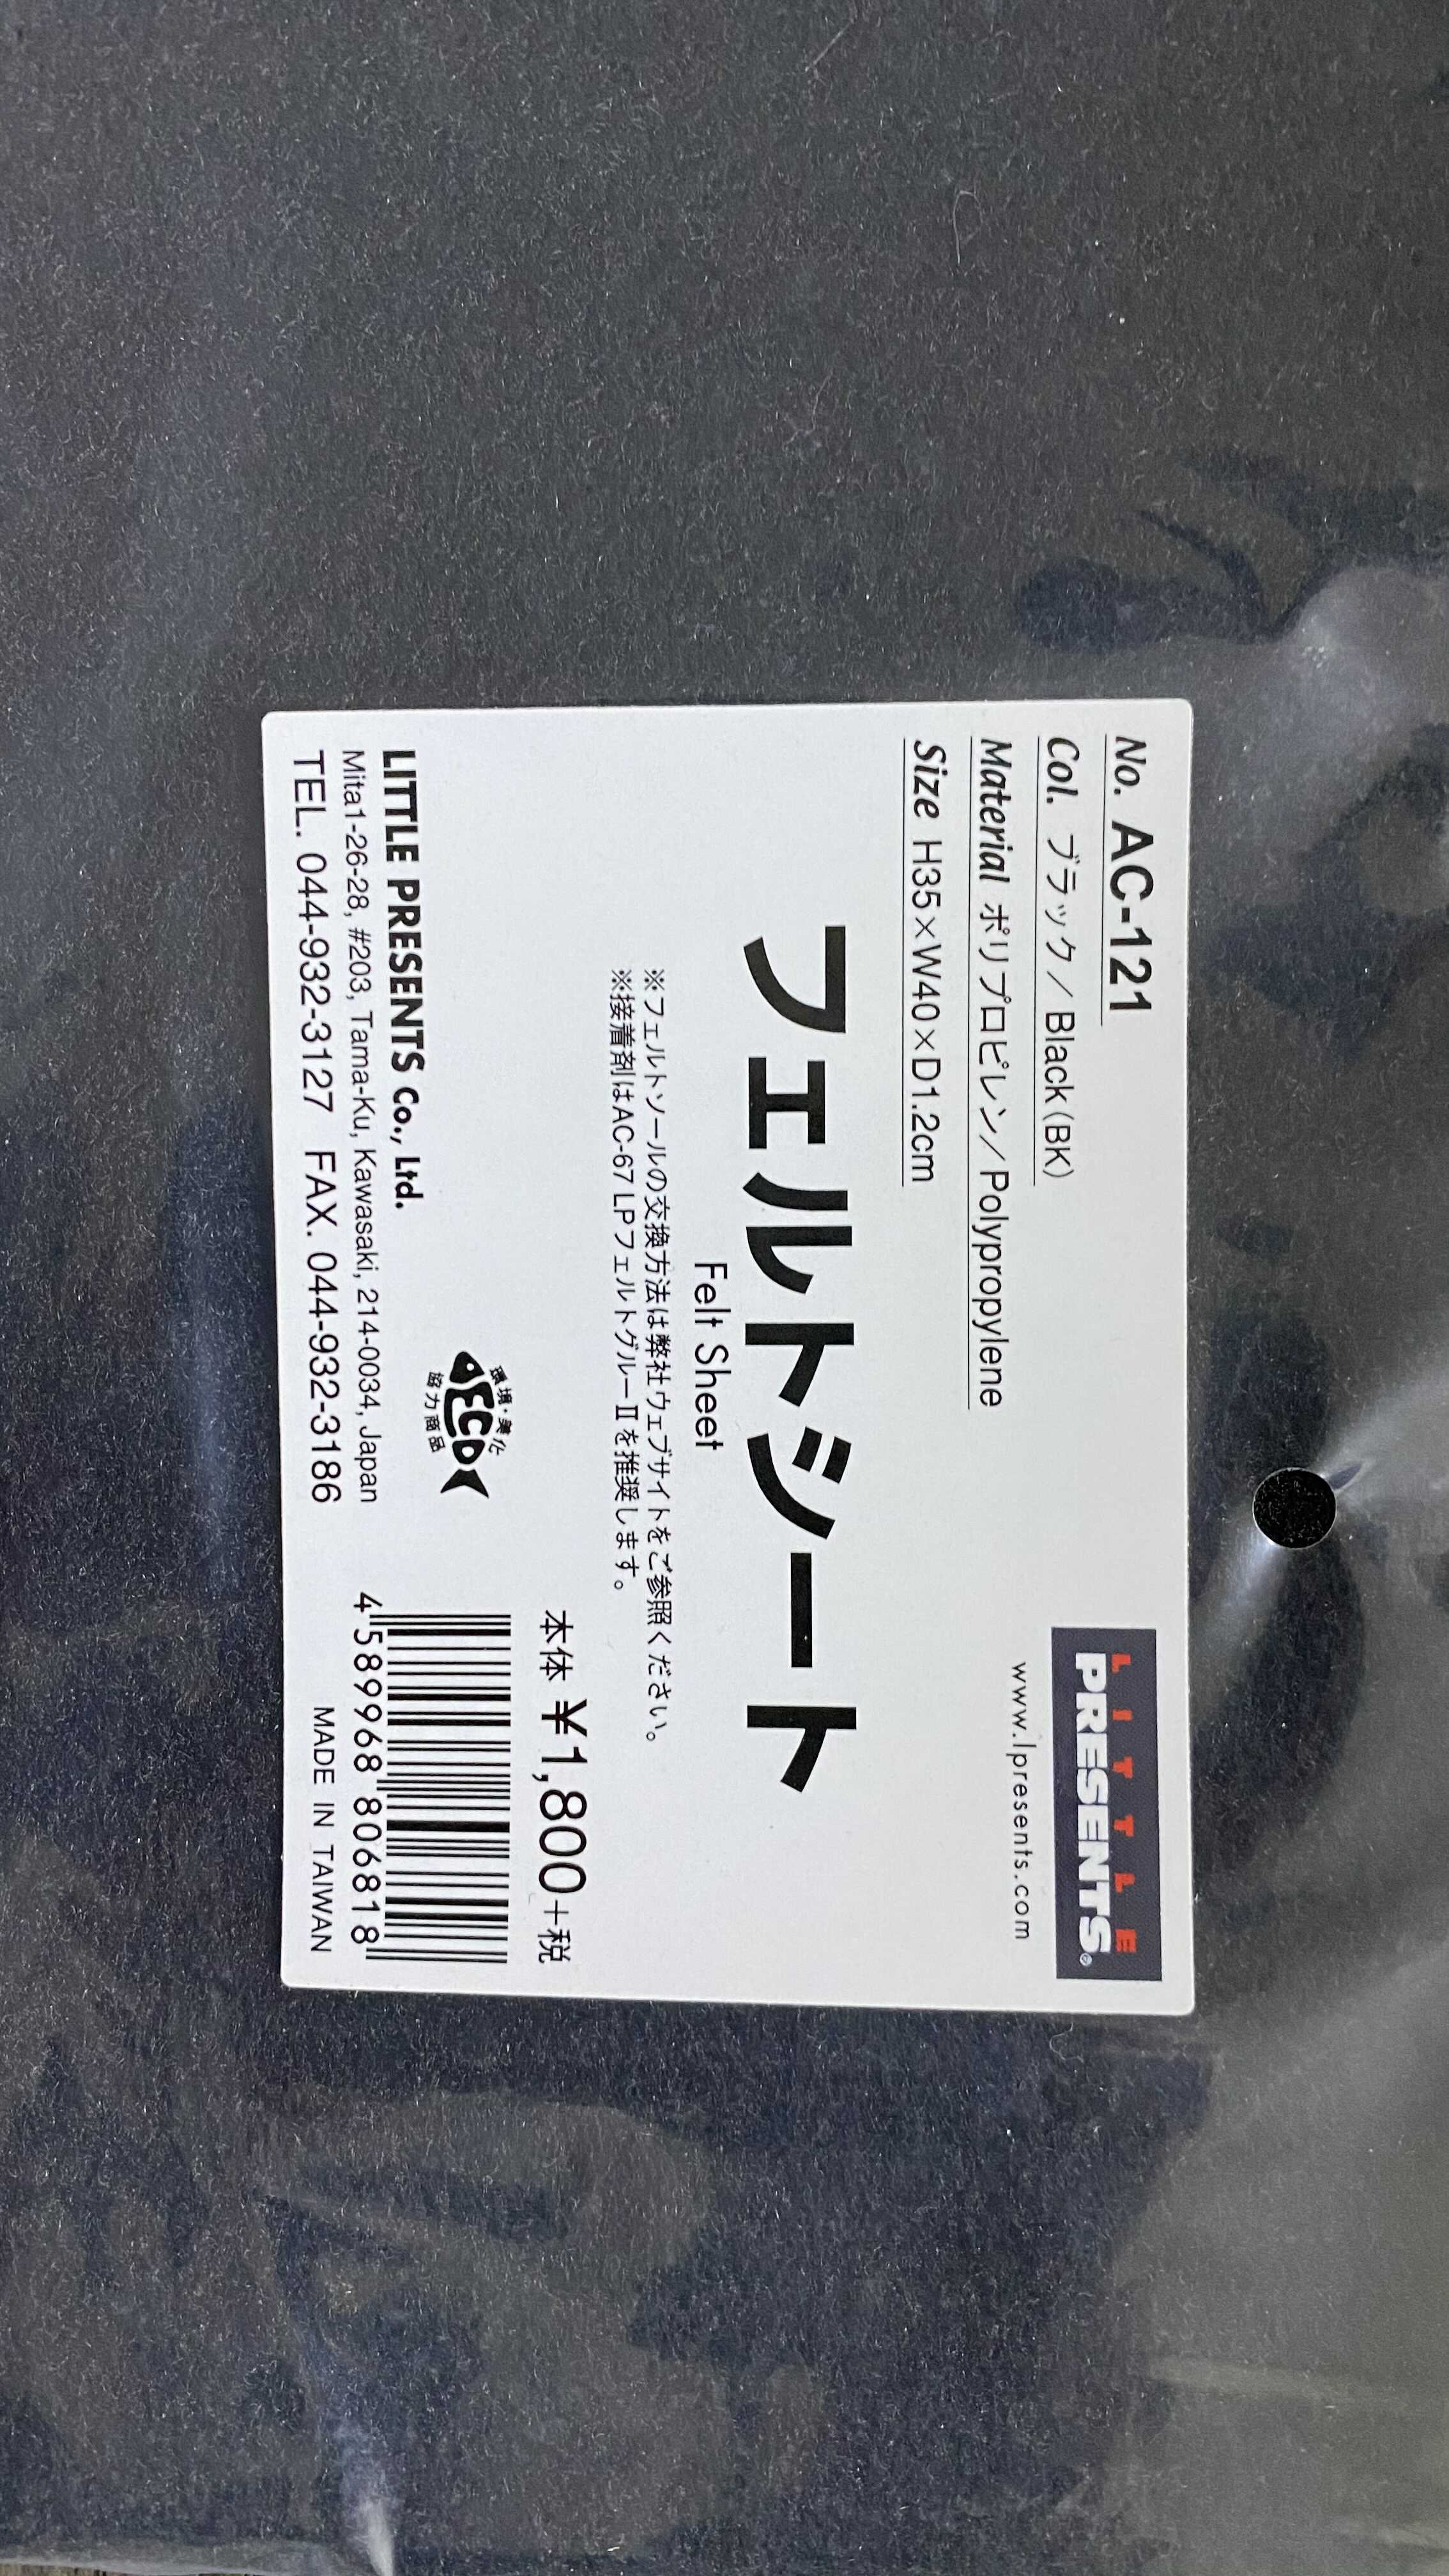 No. AC-121
Col. ブラック／Black(BK)
Material ポリプロピレン／Polypropylene
Size H35×W40×D1.2cm
LITTLE
PRESENTS®
www.lpresents.com
フェルトシート
Felt Sheet
※フェルトソールの交換方法は弊社ウェブサイトをご参照ください。
※接着剤はAC-67 LPフェルトグルーⅡを推奨します。
本体 ¥1,800+税
環境・美化
ECO
協力商品
LITTLE PRESENTS Co., Ltd.
Mita1-26-28, #203, Tama-Ku, Kawasaki, 214-0034, Japan
TEL. 044-932-3127 FAX. 044-932-3186
4 589968 806818
MADE IN TAIWAN